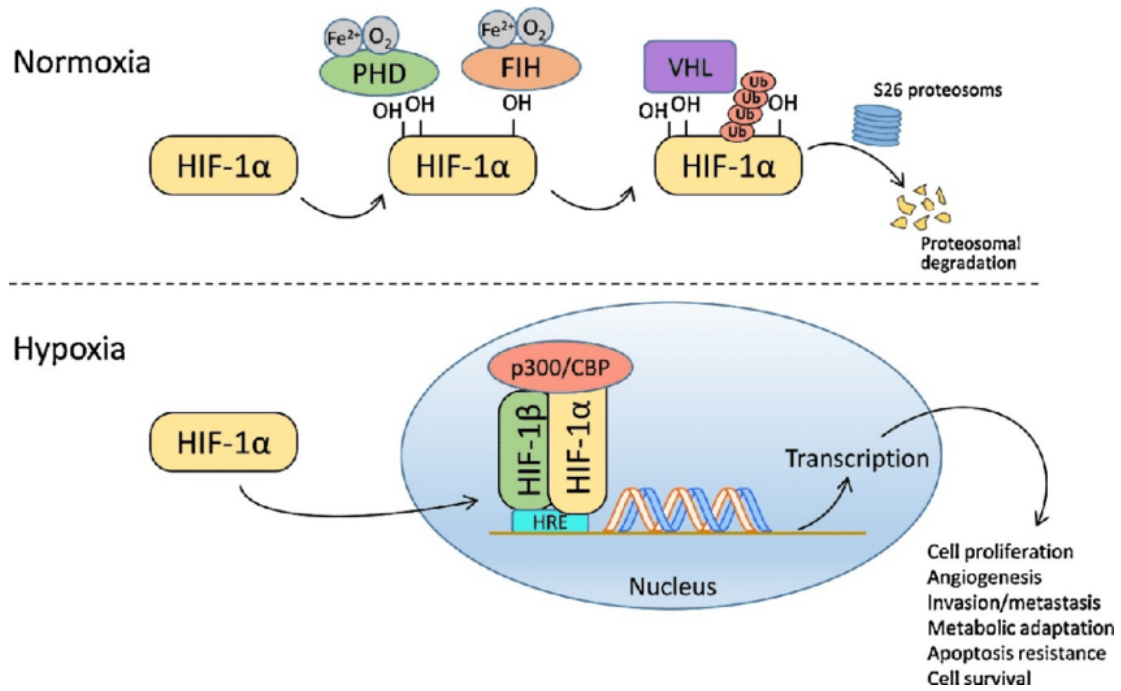 Normoxia
Fe2+ O2
PHD
OH OH
HIF-1α
Fe2+ O2
FIH
OH
HIF-1α
VHL
OH OH
Ub
Ub
Ub
Ub
OH
HIF-1α
S26 proteosoms
Proteosomal
degradation
Hypoxia
HIF-1α
p300/CBP
HIF-1β
HIF-1α
HRE
Transcription
Nucleus
Cell proliferation
Angiogenesis
Invasion/metastasis
Metabolic adaptation
Apoptosis resistance
Cell survival